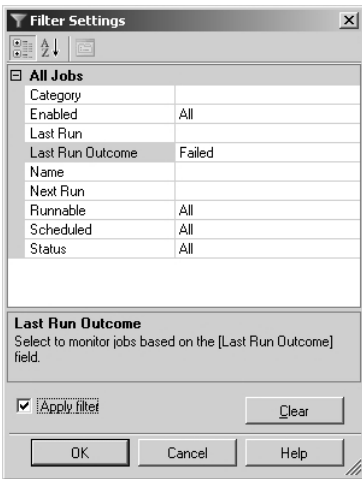 Filter Settings
All Jobs
Category
Enabled All
Last Run
Last Run Outcome Failed
Name
Next Run
Runnable All
Scheduled All
Status All
Last Run Outcome
Select to monitor jobs based on the [Last Run Outcome]
field.
Apply filter
Clear
OK Cancel Help